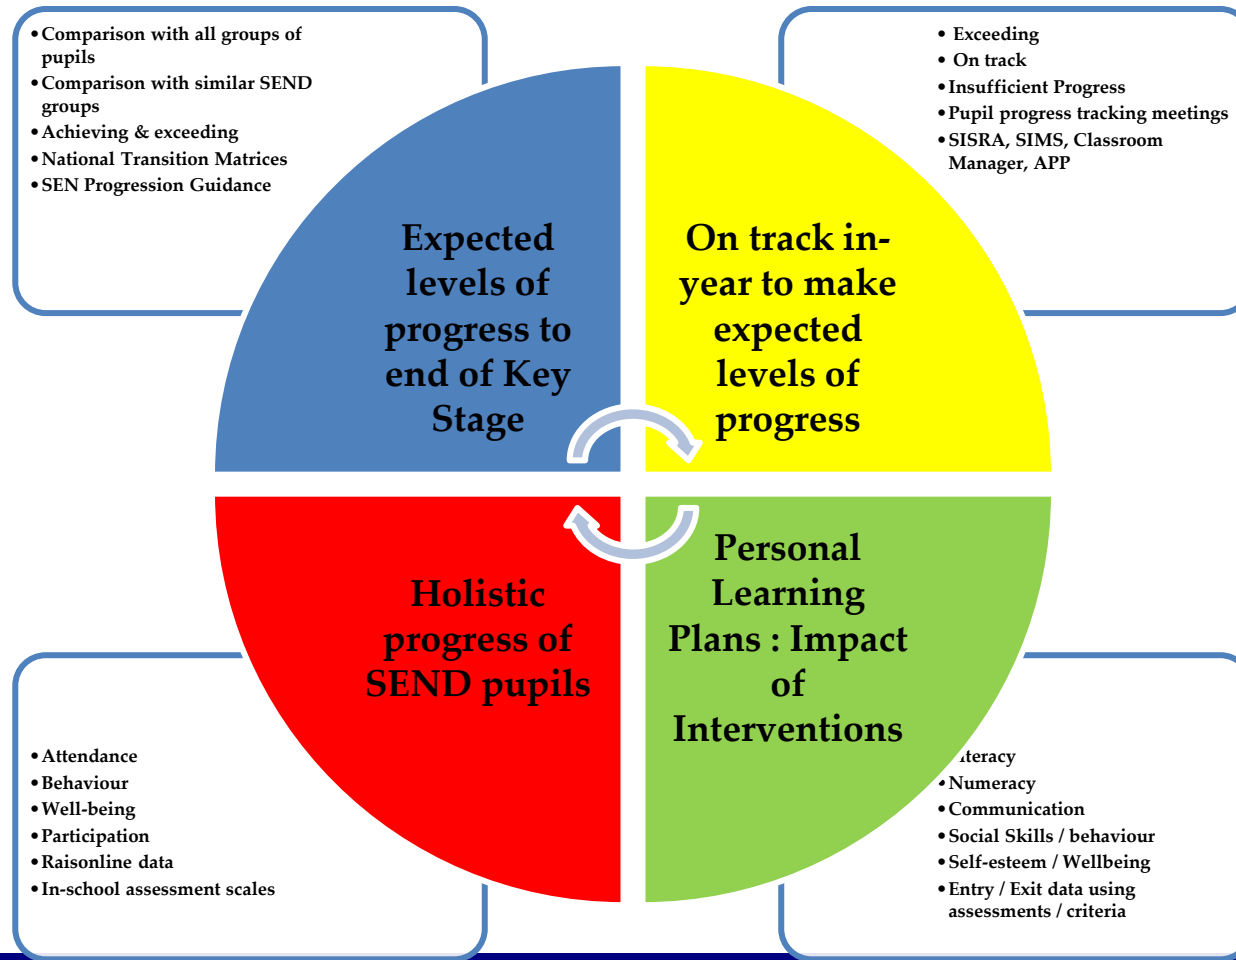 • Comparison with all groups of
pupils
• Comparison with similar SEND
groups
• Achieving & exceeding
• National Transition Matrices
• SEN Progression Guidance
• Exceeding
• On track
• Insufficient Progress
• Pupil progress tracking meetings
• SISRA, SIMS, Classroom
Manager, APP
Expected
levels of
progress to
end of Key
Stage
On track in-
year to make
expected
levels of
progress
Holistic
progress of
SEND pupils
Personal
Learning
Plans : Impact
of
Interventions
• Attendance
• Behaviour
• Well-being
• Participation
• Raisonline data
• In-school assessment scales
iteracy
• Numeracy
• Communication
• Social Skills / behaviour
• Self-esteem / Wellbeing
• Entry / Exit data using
assessments / criteria